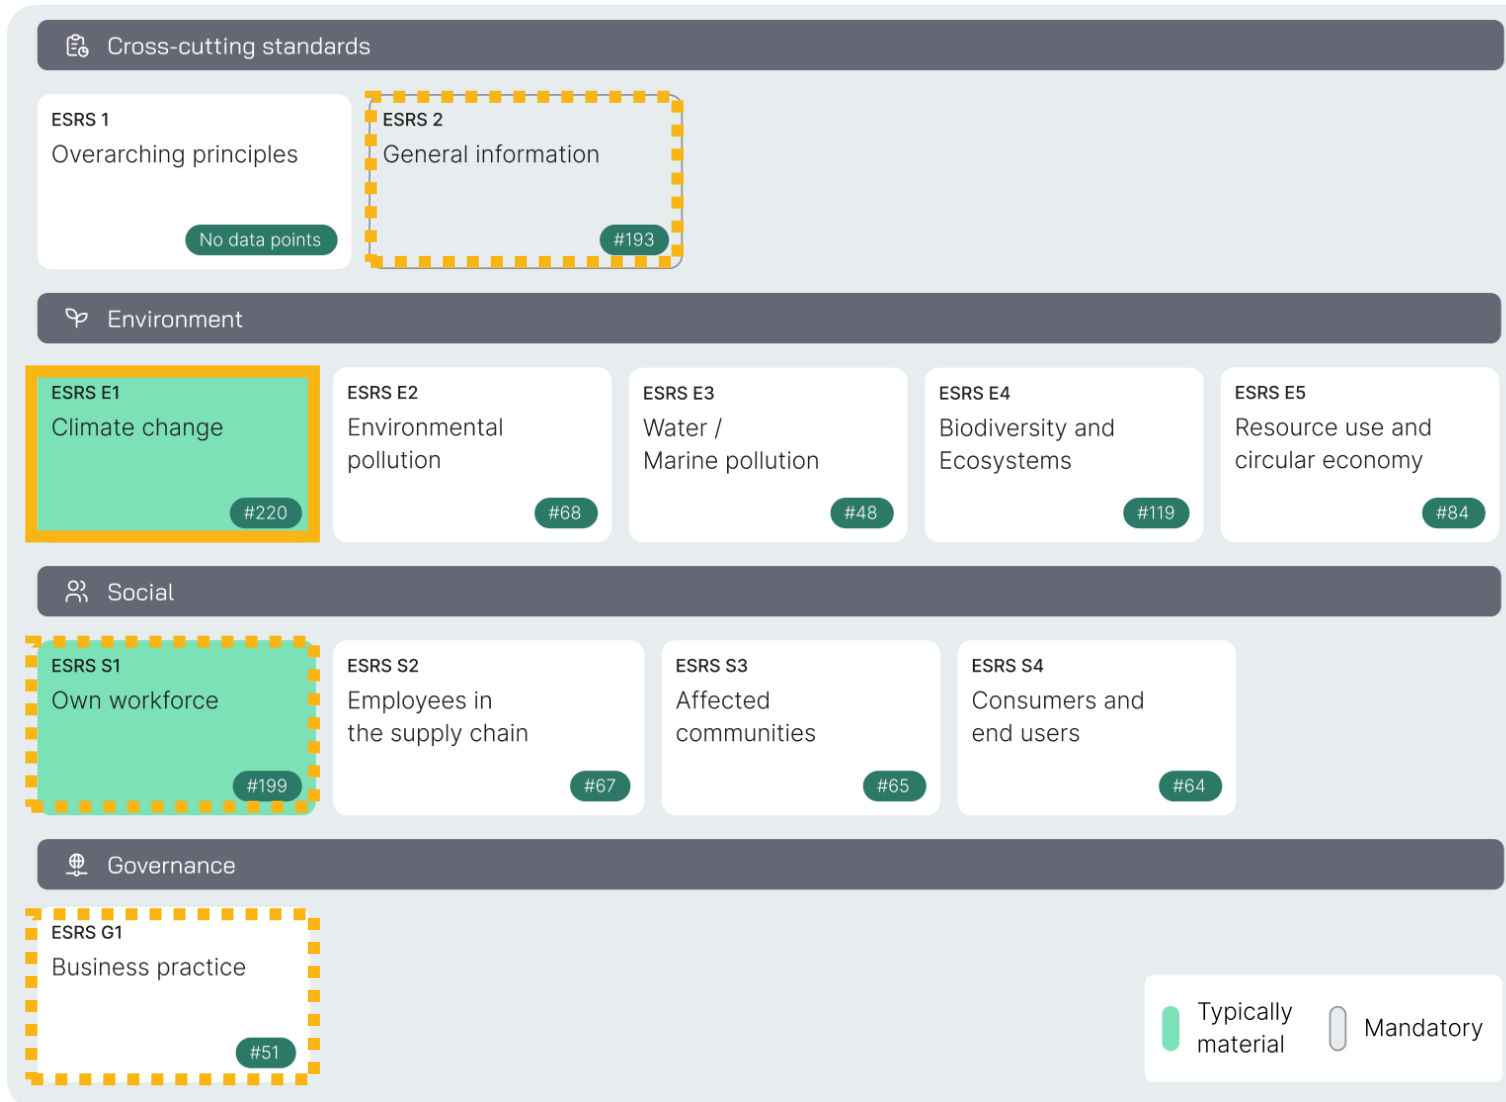 Cross-cutting standards
ESRS 1
Overarching principles
No data points
ESRS 2
General information
#193
Environment
ESRS E1
Climate change
#220
ESRS E2
Environmental
pollution
#68
ESRS E3
Water /
Marine pollution
#48
ESRS E4
Biodiversity and
Ecosystems
#119
ESRS E5
Resource use and
circular economy
#84
Social
ESRS S1
Own workforce
#199
ESRS S2
Employees in
the supply chain
#67
ESRS S3
Affected
communities
#65
ESRS S4
Consumers and
end users
#64
Governance
ESRS G1
Business practice
#51
Typically
material
Mandatory